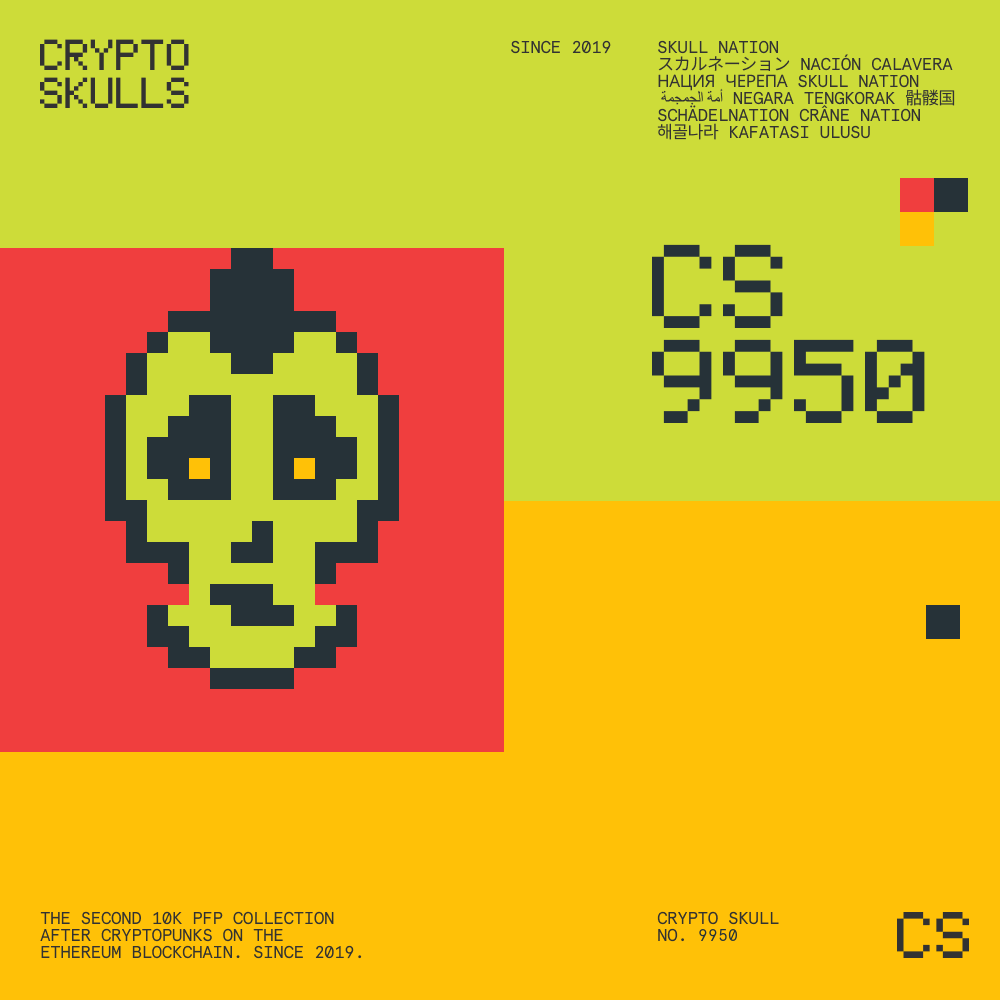 CRYPTO
SKULLS
SINCE 2019
SKULL NATION
スカルネーション NACIÓN CALAVERA
НАЦИЯ ЧЕРЕПА SKULL NATION
أمة الجمجمة NEGARA TENGKORAK 骷髅国
SCHÄDELNATION CRÂNE NATION
해골나라 KAFATASI ULUSU
CS
9950
THE SECOND 10K PFP COLLECTION
AFTER CRYPTOPUNKS ON THE
ETHEREUM BLOCKCHAIN. SINCE 2019.
CRYPTO SKULL
NO. 9950
CS